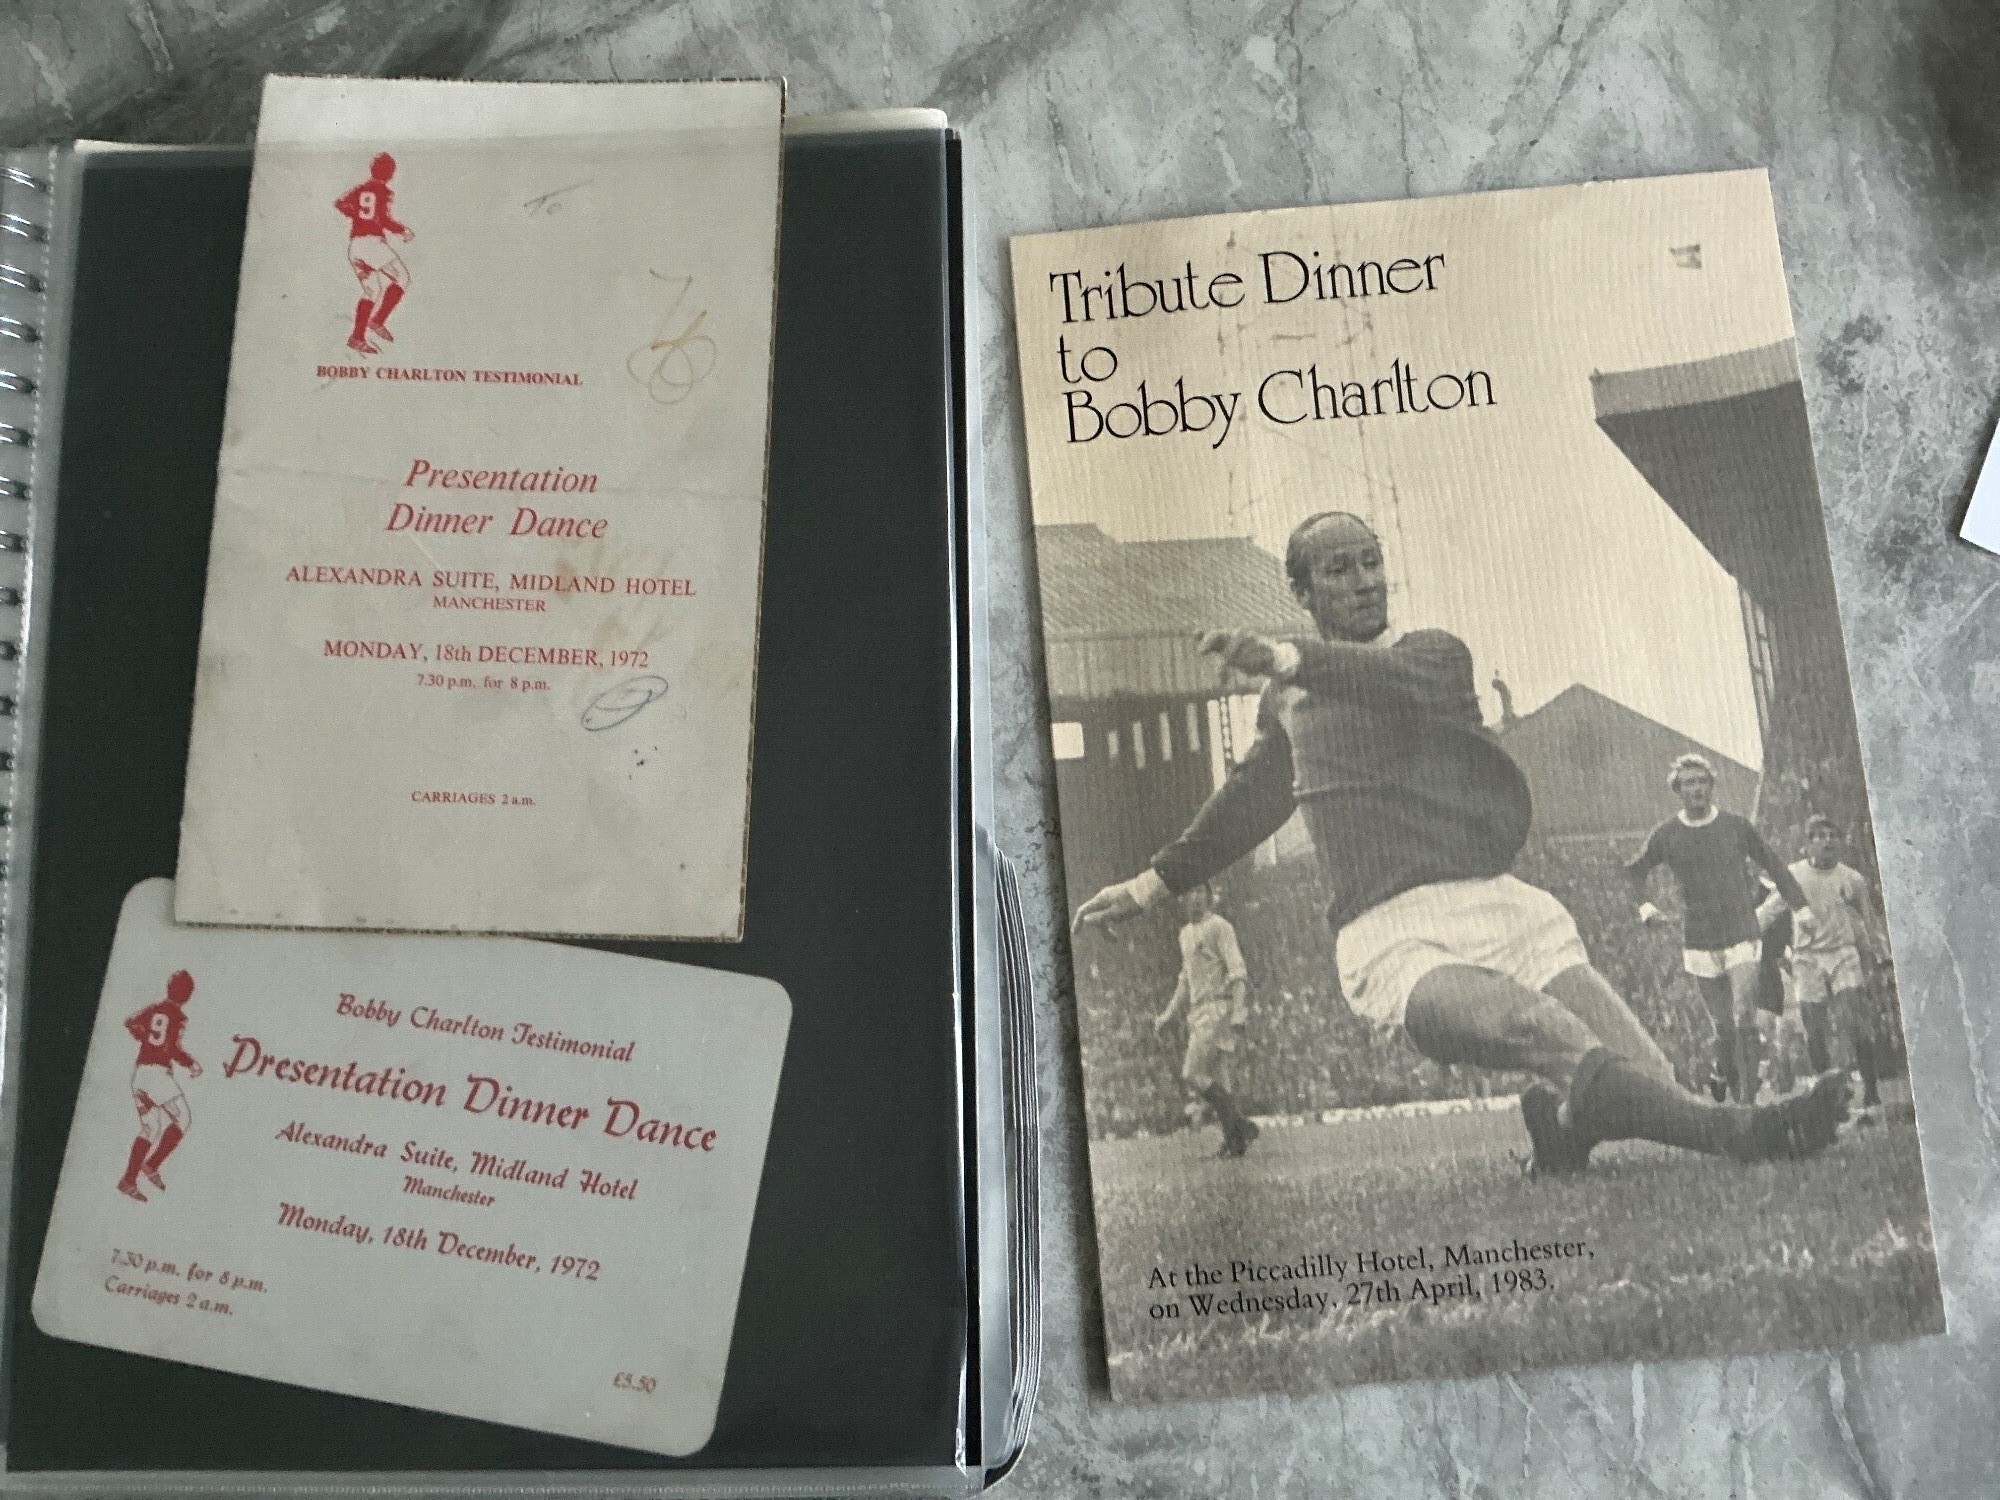 9
To
BOBBY CHARLTON TESTIMONIAL
Presentation
Dinner Dance
ALEXANDRA SUITE, MIDLAND HOTEL
MANCHESTER
MONDAY, 18th DECEMBER, 1972
7.30 p.m. for 8 p.m.
CARRIAGES 2 a.m.
9
Bobby Charlton Testimonial
Presentation Dinner Dance
Alexandra Suite, Midland Hotel
Manchester
Monday, 18th December, 1972
7.30 p.m. for 8 p.m.
Carriages 2 a.m.
£5.50
Tribute Dinner
to
Bobby Charlton
At the Piccadilly Hotel, Manchester,
on Wednesday, 27th April, 1983.